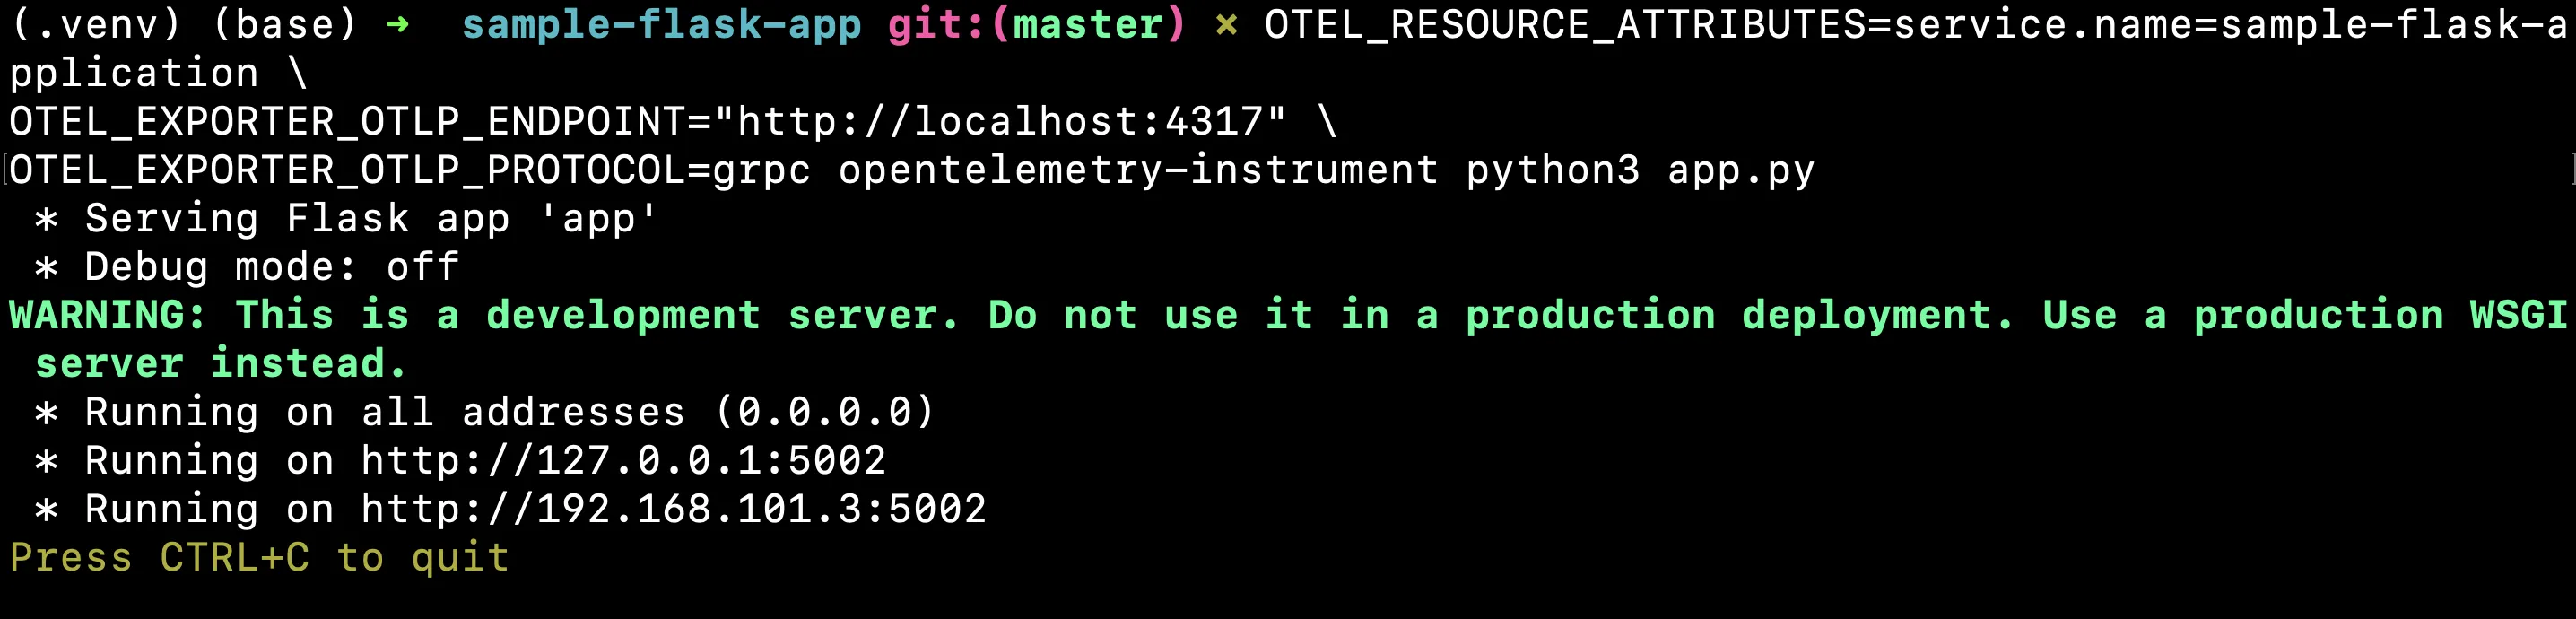 (.venv) (base) ➜  sample-flask-app git:(master) ✗ OTEL_RESOURCE_ATTRIBUTES=service.name=sample-flask-a
pplication \
OTEL_EXPORTER_OTLP_ENDPOINT="http://localhost:4317" \
[OTEL_EXPORTER_OTLP_PROTOCOL=grpc opentelemetry-instrument python3 app.py ]
 * Serving Flask app 'app'
 * Debug mode: off
WARNING: This is a development server. Do not use it in a production deployment. Use a production WSGI
 server instead.
 * Running on all addresses (0.0.0.0)
 * Running on http://127.0.0.1:5002
 * Running on http://192.168.101.3:5002
Press CTRL+C to quit